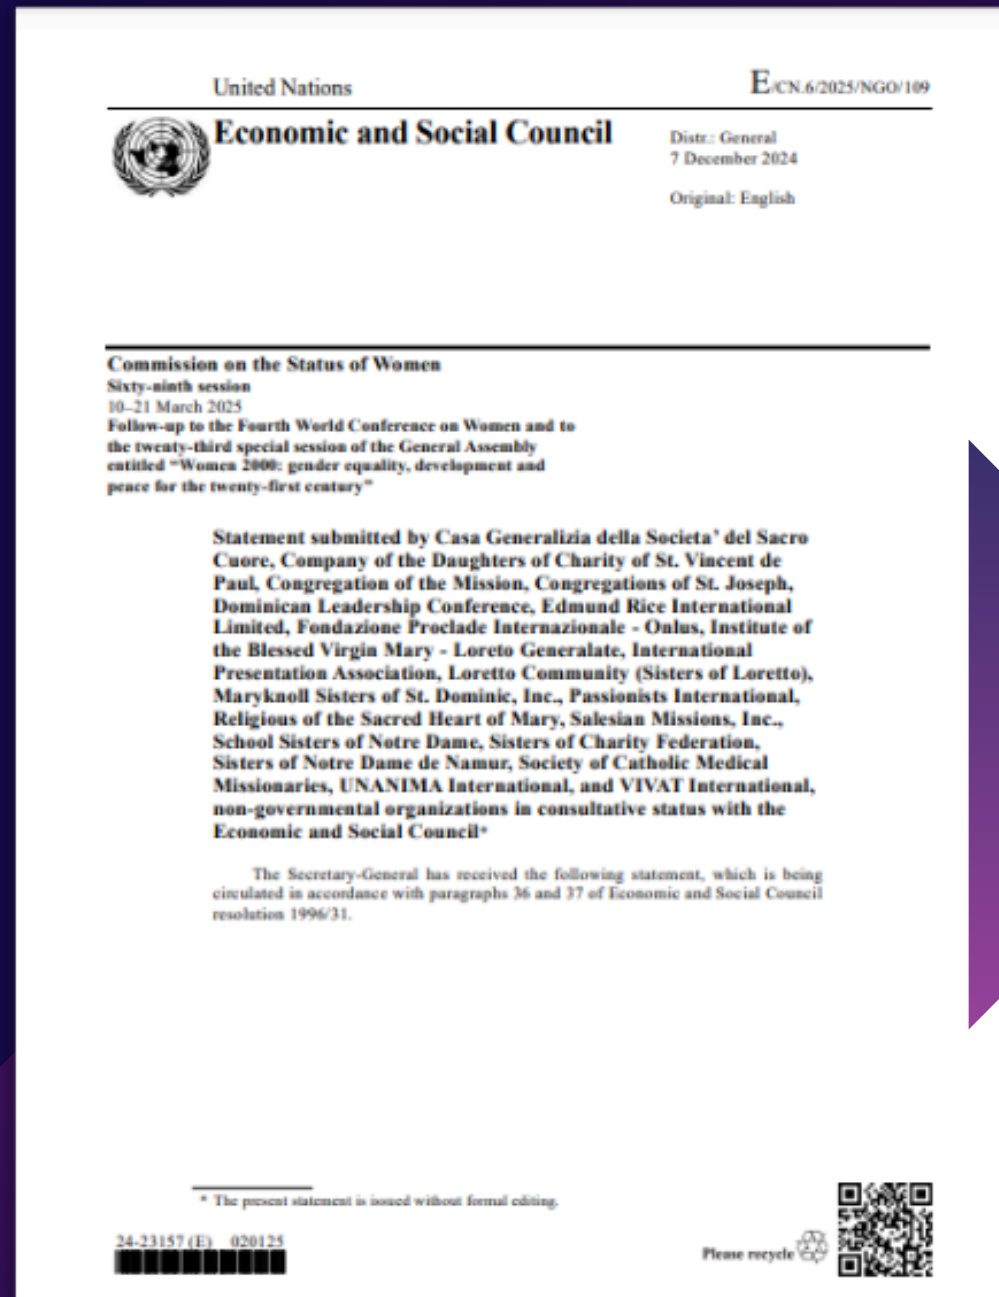 United Nations
E/CN.6/2025/NGO/109
Economic and Social Council
Distr.: General
7 December 2024
Original: English
Commission on the Status of Women
Sixty-ninth session
10–21 March 2025
Follow-up to the Fourth World Conference on Women and to
the twenty-third special session of the General Assembly
entitled “Women 2000: gender equality, development and
peace for the twenty-first century”
Statement submitted by Casa Generalizia della Societa’ del Sacro
Cuore, Company of the Daughters of Charity of St. Vincent de
Paul, Congregation of the Mission, Congregations of St. Joseph,
Dominican Leadership Conference, Edmund Rice International
Limited, Fondazione Proclade Internazionale - Onlus, Institute of
the Blessed Virgin Mary - Loreto Generalate, International
Presentation Association, Loretto Community (Sisters of Loretto),
Maryknoll Sisters of St. Dominic, Inc., Passionists International,
Religious of the Sacred Heart of Mary, Salesian Missions, Inc.,
School Sisters of Notre Dame, Sisters of Charity Federation,
Sisters of Notre Dame de Namur, Society of Catholic Medical
Missionaries, UNANIMA International, and VIVAT International,
non-governmental organizations in consultative status with the
Economic and Social Council*
The Secretary-General has received the following statement, which is being
circulated in accordance with paragraphs 36 and 37 of Economic and Social Council
resolution 1996/31.
* The present statement is issued without formal editing.
24-23157 (E) 020125
Please recycle